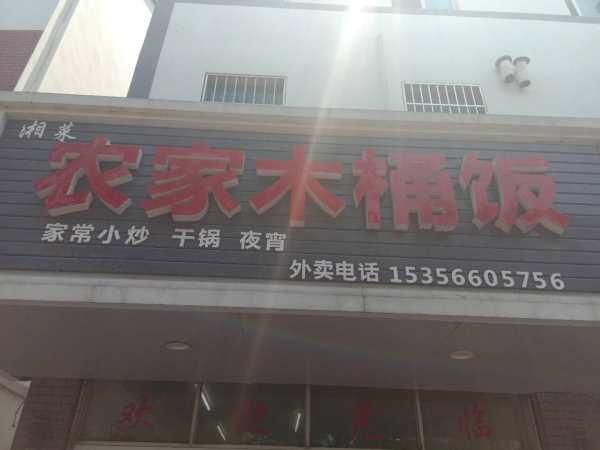 湘菜
农家木桶饭
家常小炒 干锅 夜宵
外卖电话 15356605756
欢迎光临